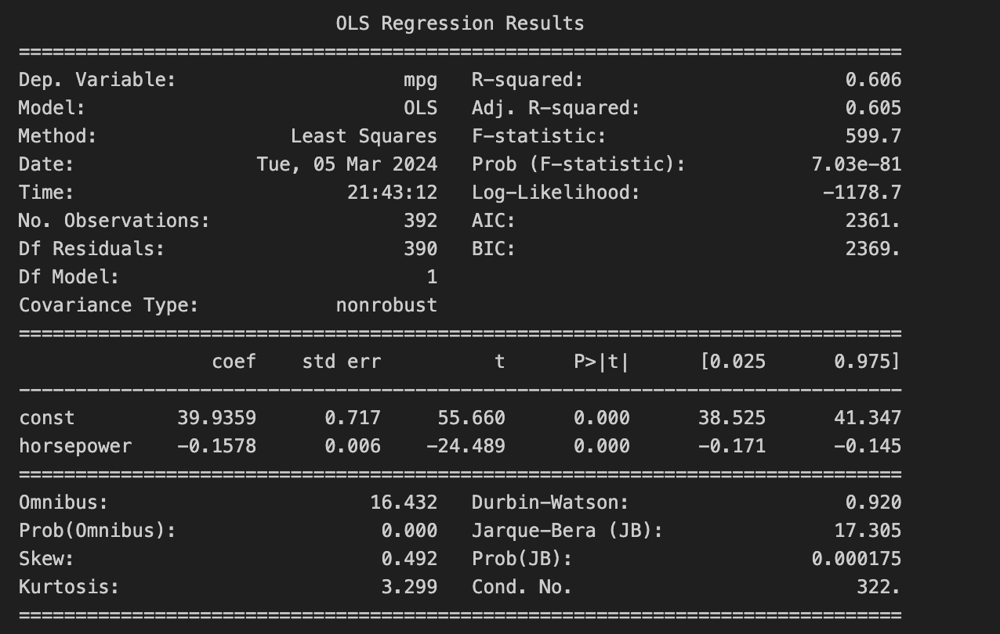 OLS Regression Results
==============================================================================
Dep. Variable:                    mpg   R-squared:                       0.606
Model:                            OLS   Adj. R-squared:                  0.605
Method:                 Least Squares   F-statistic:                     599.7
Date:                Tue, 05 Mar 2024   Prob (F-statistic):           7.03e-81
Time:                        21:43:12   Log-Likelihood:                -1178.7
No. Observations:                 392   AIC:                             2361.
Df Residuals:                     390   BIC:                             2369.
Df Model:                           1
Covariance Type:            nonrobust
==============================================================================
                 coef    std err          t      P>|t|      [0.025      0.975]
------------------------------------------------------------------------------
const         39.9359      0.717     55.660      0.000      38.525      41.347
horsepower    -0.1578      0.006    -24.489      0.000      -0.171      -0.145
==============================================================================
Omnibus:                       16.432   Durbin-Watson:                   0.920
Prob(Omnibus):                  0.000   Jarque-Bera (JB):               17.305
Skew:                           0.492   Prob(JB):                     0.000175
Kurtosis:                       3.299   Cond. No.                         322.
==============================================================================